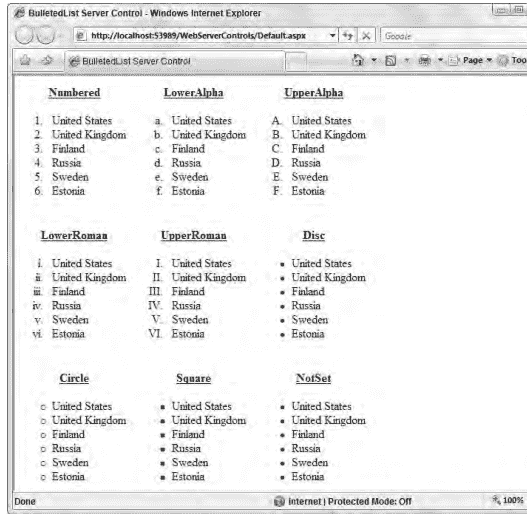 BulletedList Server Control - Windows Internet Explorer
http://localhost:53989/WebServerControls/Default.aspx
Google
BulletedList Server Control
Page
Too
Numbered LowerAlpha UpperAlpha
1. United States a. United States A. United States
2. United Kingdom b. United Kingdom B. United Kingdom
3. Finland c. Finland C. Finland
4. Russia d. Russia D. Russia
5. Sweden e. Sweden E. Sweden
6. Estonia f. Estonia F. Estonia
LowerRoman UpperRoman Disc
i. United States I. United States • United States
ii. United Kingdom II. United Kingdom • United Kingdom
iii. Finland III. Finland • Finland
iv. Russia IV. Russia • Russia
v. Sweden V. Sweden • Sweden
vi. Estonia VI. Estonia • Estonia
Circle Square NotSet
○ United States ▪ United States • United States
○ United Kingdom ▪ United Kingdom • United Kingdom
○ Finland ▪ Finland • Finland
○ Russia ▪ Russia • Russia
○ Sweden ▪ Sweden • Sweden
○ Estonia ▪ Estonia • Estonia
Done Internet | Protected Mode: Off 100%